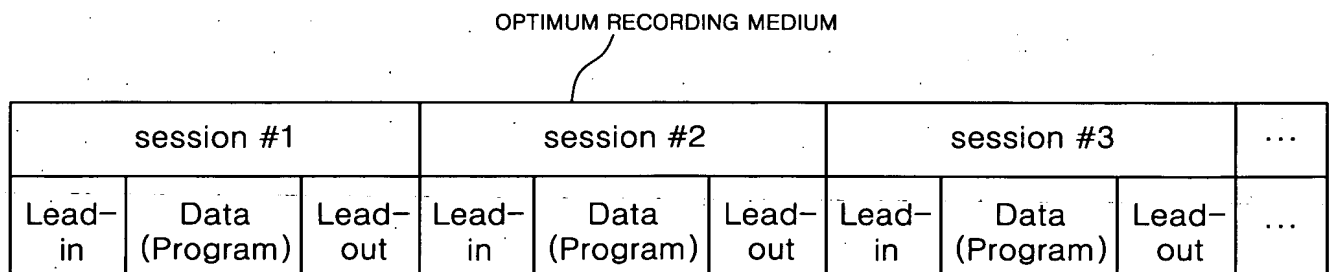 OPTIMUM RECORDING MEDIUM
session #1 session #2 session #3 ...
Lead- Data Lead- Lead- Data Lead- Lead- Data Lead- ...
in (Program) out in (Program) out in (Program) out